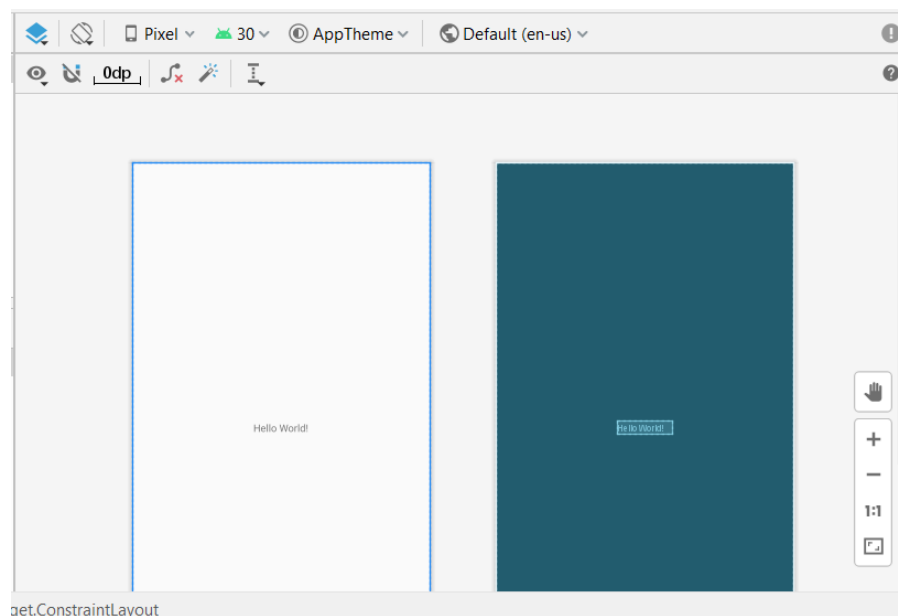 Pixel 30 AppTheme Default (en-us)
0dp
Hello World!
Hello World!
1:1
get.ConstraintLayout